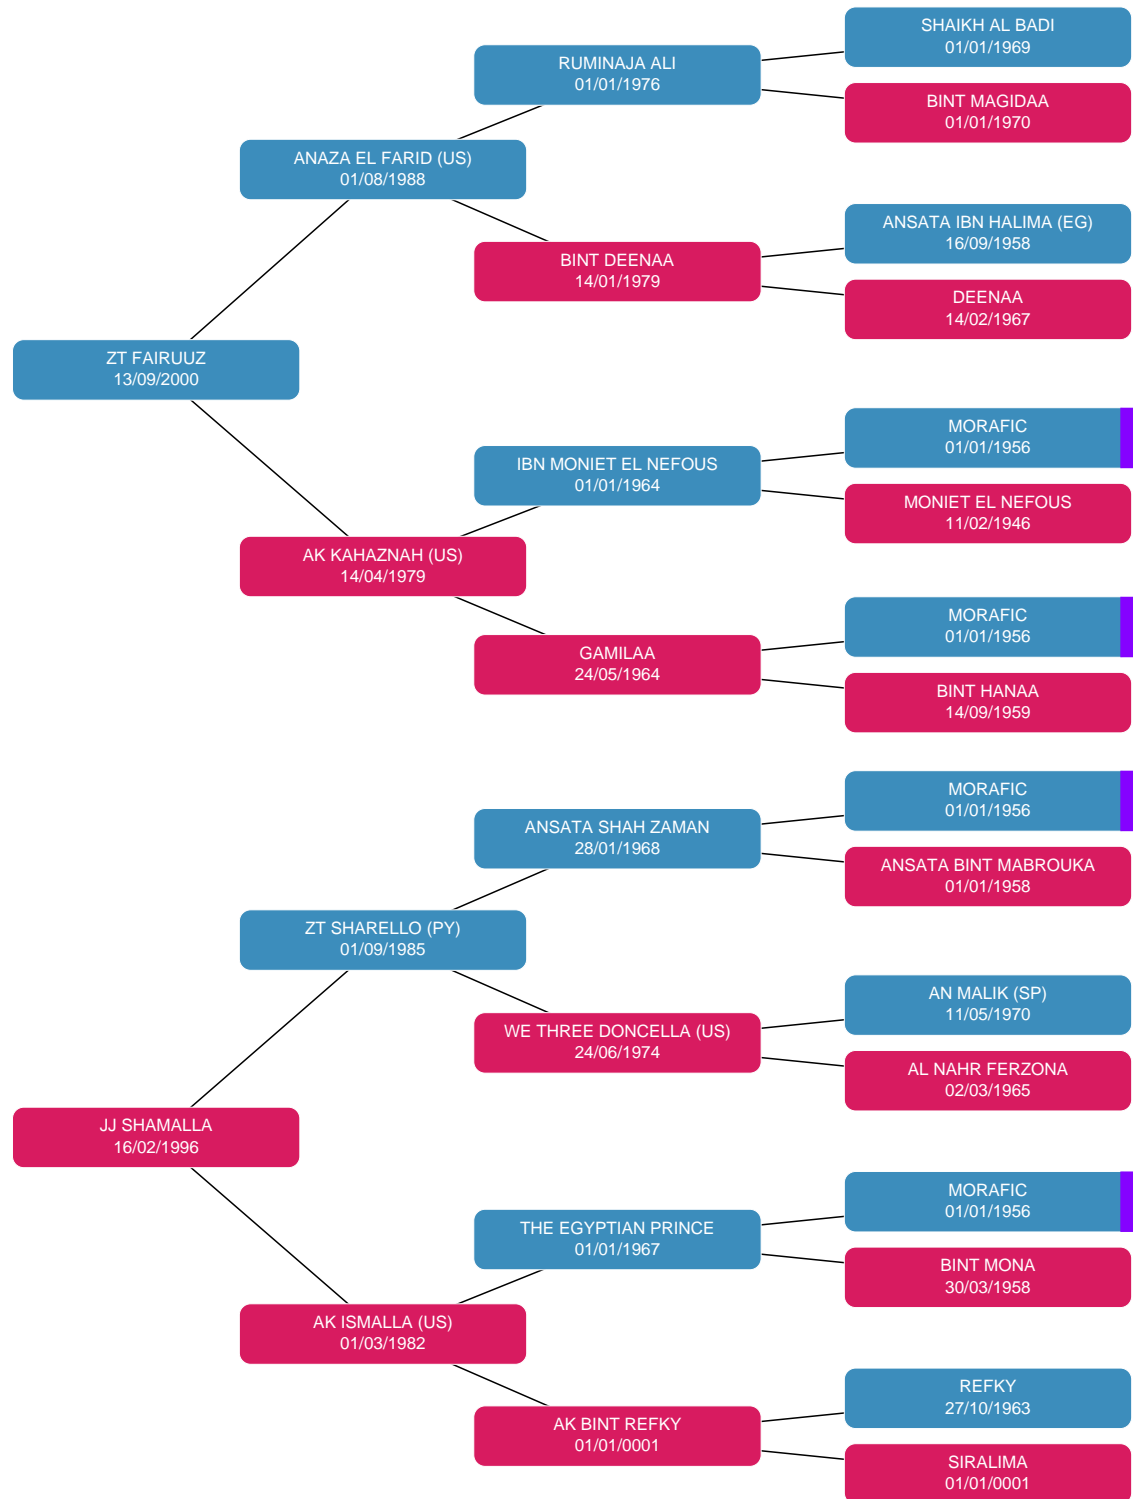 SHAIKH AL BADI
01/01/1969
RUMINAJA ALI
01/01/1976
BINT MAGIDAA
01/01/1970
ANAZA EL FARID (US)
01/08/1988
ANSATA IBN HALIMA (EG)
16/09/1958
BINT DEENAA
14/01/1979
DEENAA
14/02/1967
ZT FAIRUUZ
13/09/2000
MORAFIC
01/01/1956
IBN MONIET EL NEFOUS
01/01/1964
MONIET EL NEFOUS
11/02/1946
AK KAHAZNAH (US)
14/04/1979
MORAFIC
01/01/1956
GAMILAA
24/05/1964
BINT HANAA
14/09/1959
MORAFIC
01/01/1956
ANSATA SHAH ZAMAN
28/01/1968
ANSATA BINT MABROUKA
01/01/1958
ZT SHARELLO (PY)
01/09/1985
AN MALIK (SP)
11/05/1970
WE THREE DONCELLA (US)
24/06/1974
AL NAHR FERZONA
02/03/1965
JJ SHAMALLA
16/02/1996
MORAFIC
01/01/1956
THE EGYPTIAN PRINCE
01/01/1967
BINT MONA
30/03/1958
AK ISMALLA (US)
01/03/1982
REFKY
27/10/1963
AK BINT REFKY
01/01/0001
SIRALIMA
01/01/0001